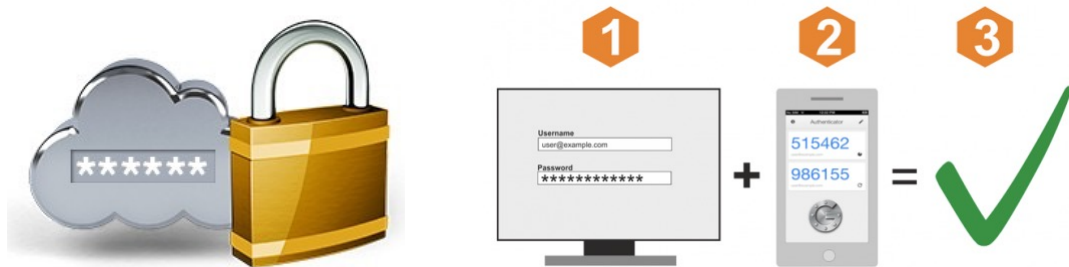 ******
1
2
3
Username
user@example.com
Password
************
+
=
Authenticator
515462
986155